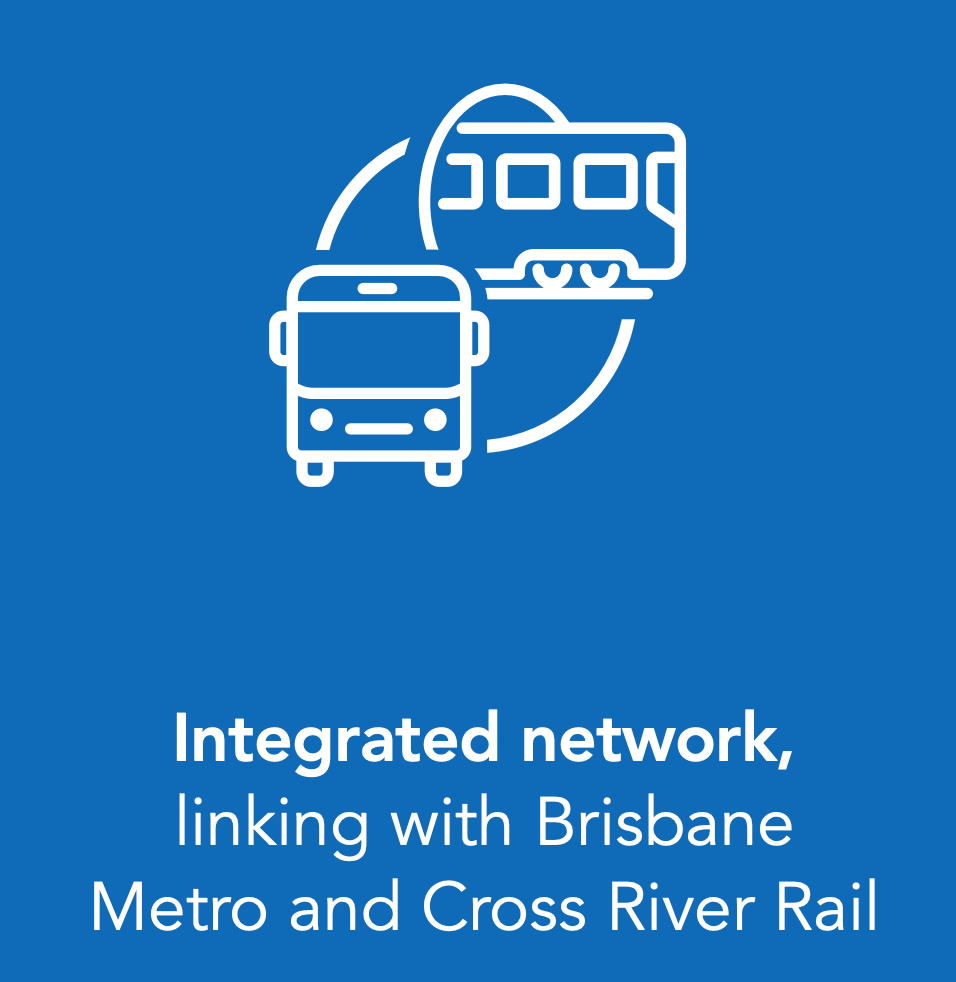 Integrated network,
linking with Brisbane
Metro and Cross River Rail